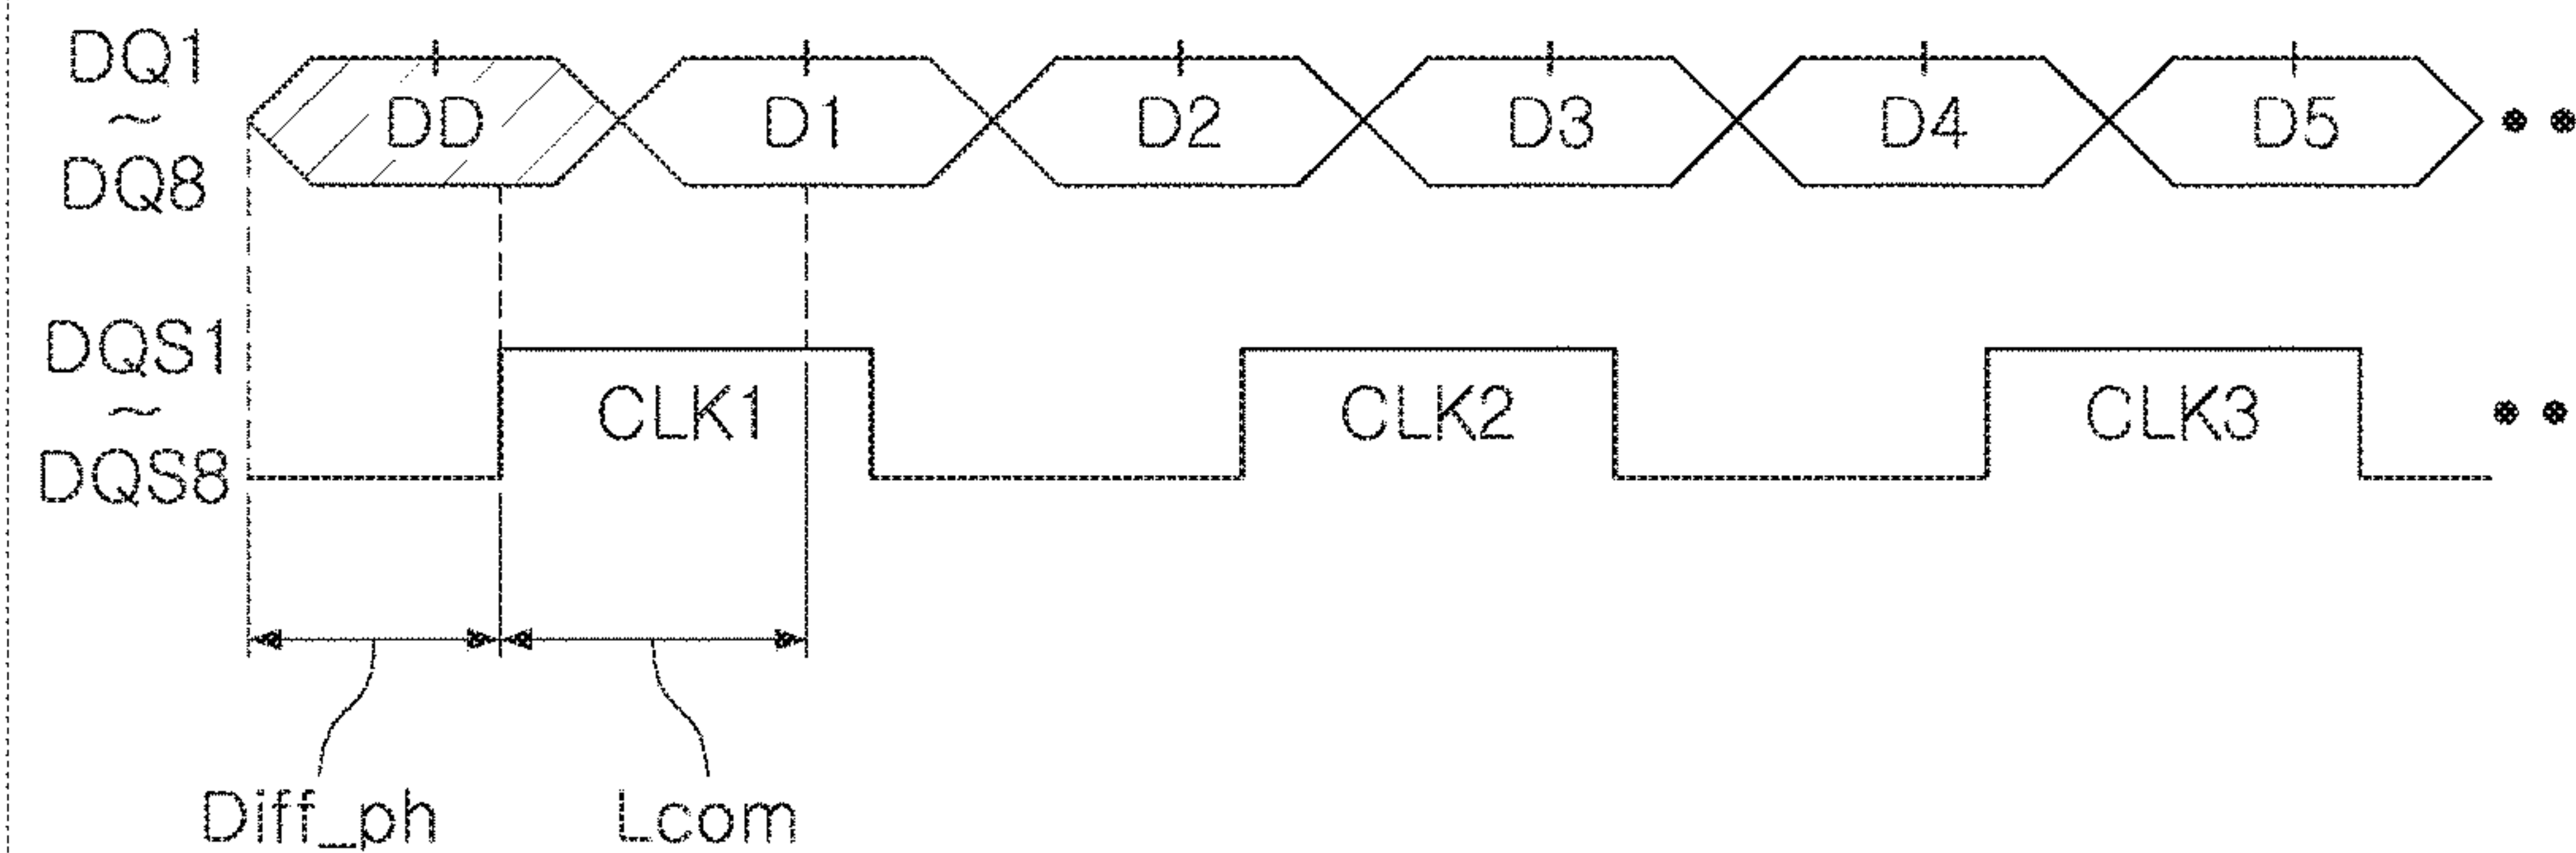 DQ1
~
DQ8
DD D1 D2 D3 D4 D5
DQS1
~
DQS8
CLK1 CLK2 CLK3
Diff_ph Lcom